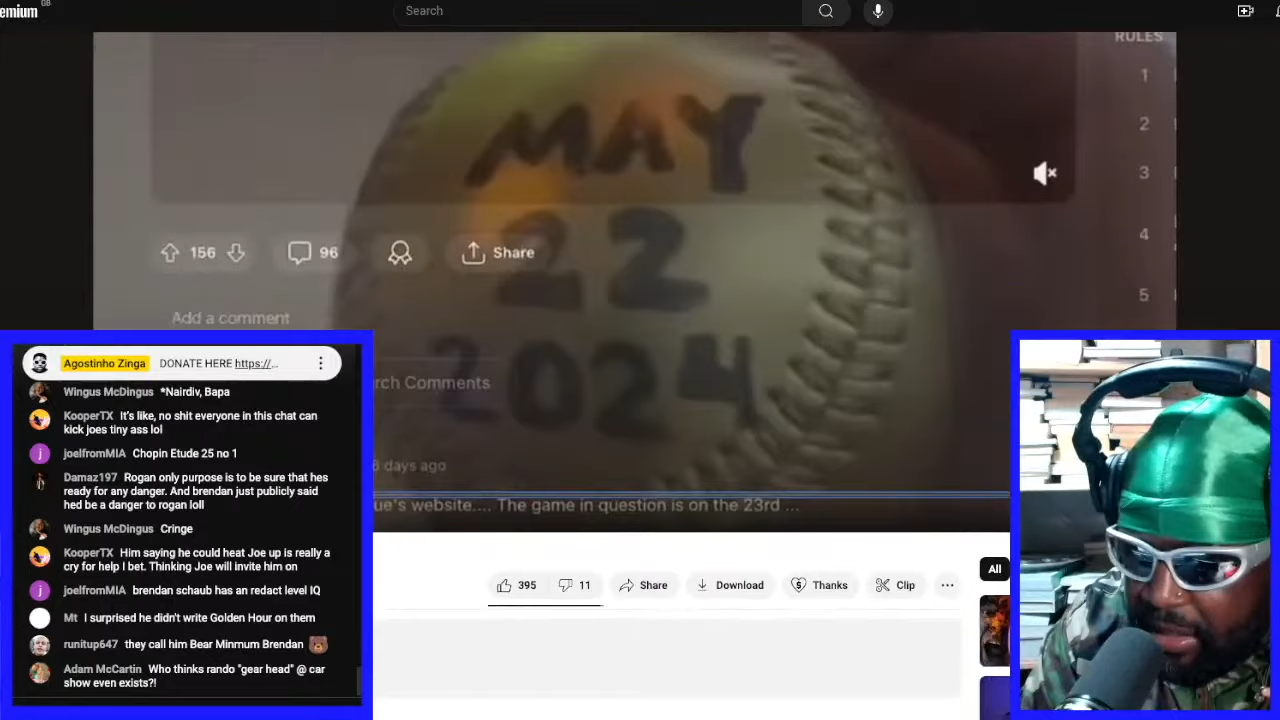 emium GB
Search
RULES
1
2
3
4
5
MAY
22
2024
156
96
Share
Add a comment
rch Comments
days ago
ue's website.... The game in question is on the 23rd ...
Agostinho Zinga DONATE HERE https://...
Wingus McDingus *Nairdiv, Bapa
KooperTX It's like, no shit everyone in this chat can
kick joes tiny ass lol
joelfromMIA Chopin Etude 25 no 1
Damaz197 Rogan only purpose is to be sure that hes
ready for any danger. And brendan just publicly said
hed be a danger to rogan lol
Wingus McDingus Cringe
KooperTX Him saying he could heat Joe up is really a
cry for help I bet. Thinking Joe will invite him on
joelfromMIA brendan schaub has an redact level IQ
Mt I surprised he didn't write Golden Hour on them
runitup647 they call him Bear Minmum Brendan
Adam McCartin Who thinks rando "gear head" @ car
show even exists?!
395
11
Share
Download
Thanks
Clip
All